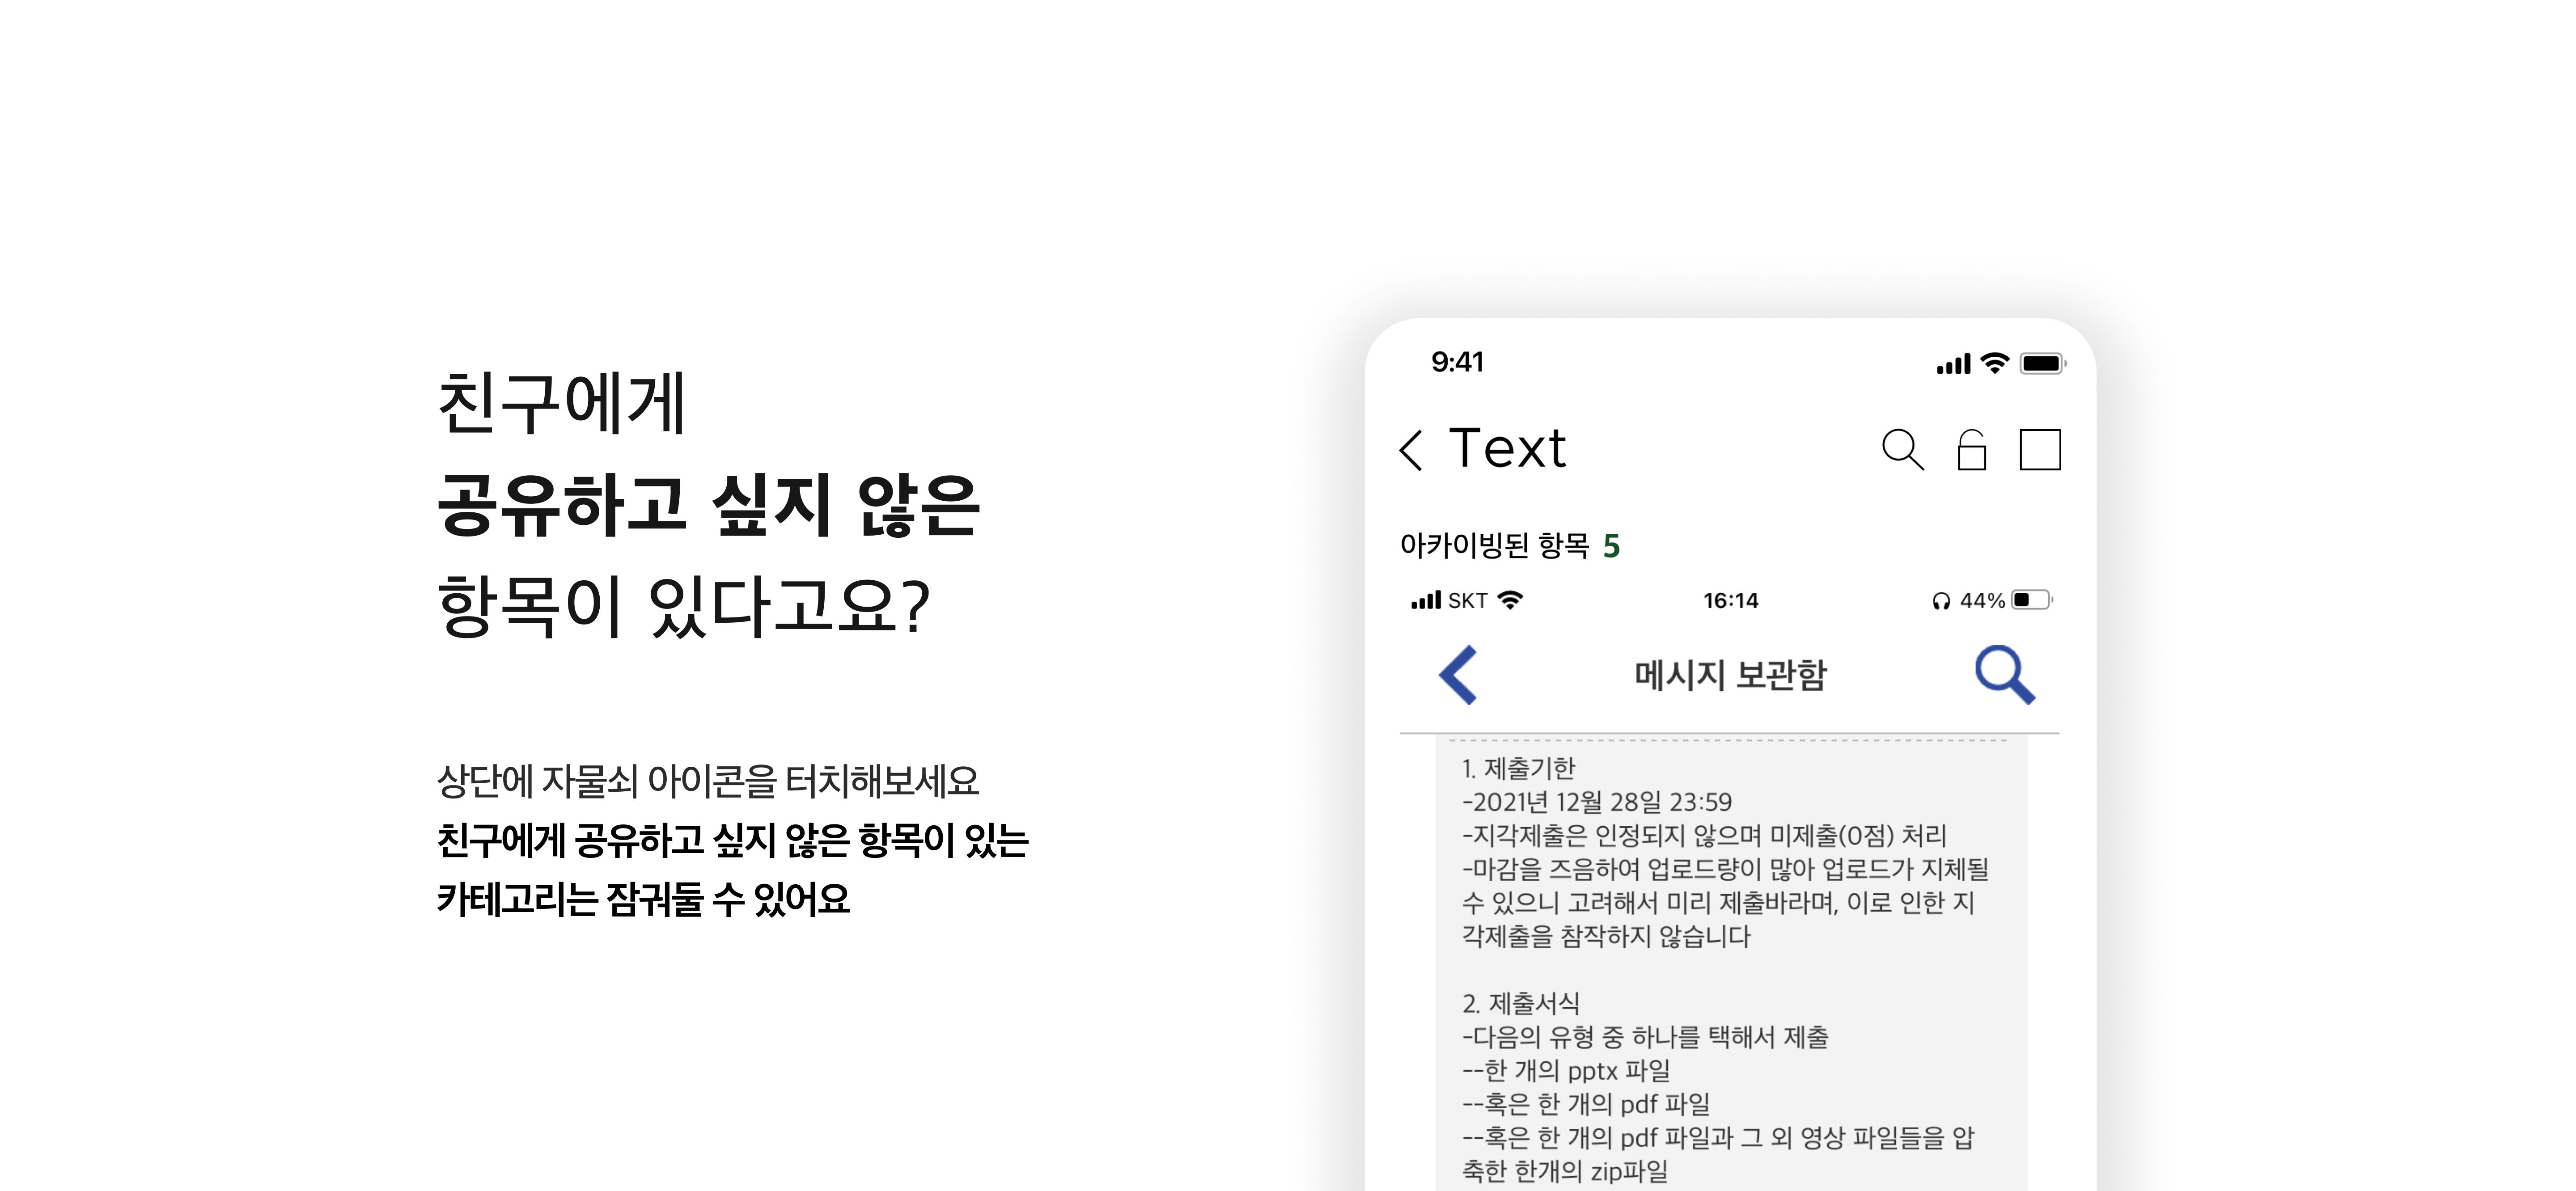 친구에게
공유하고 싶지 않은
항목이 있다고요?
상단에 자물쇠 아이콘을 터치해보세요
친구에게 공유하고 싶지 않은 항목이 있는
카테고리는 잠궈둘 수 있어요
9:41
Text
아카이빙된 항목 5
SKT 16:14 44%
메시지 보관함
1. 제출기한
-2021년 12월 28일 23:59
-지각제출은 인정되지 않으며 미제출(0점) 처리
-마감을 즈음하여 업로드량이 많아 업로드가 지체될
수 있으니 고려해서 미리 제출바라며, 이로 인한 지
각제출을 참작하지 않습니다
2. 제출서식
-다음의 유형 중 하나를 택해서 제출
--한 개의 pptx 파일
--혹은 한 개의 pdf 파일
--혹은 한 개의 pdf 파일과 그 외 영상 파일들을 압
축한 한개의 zip파일